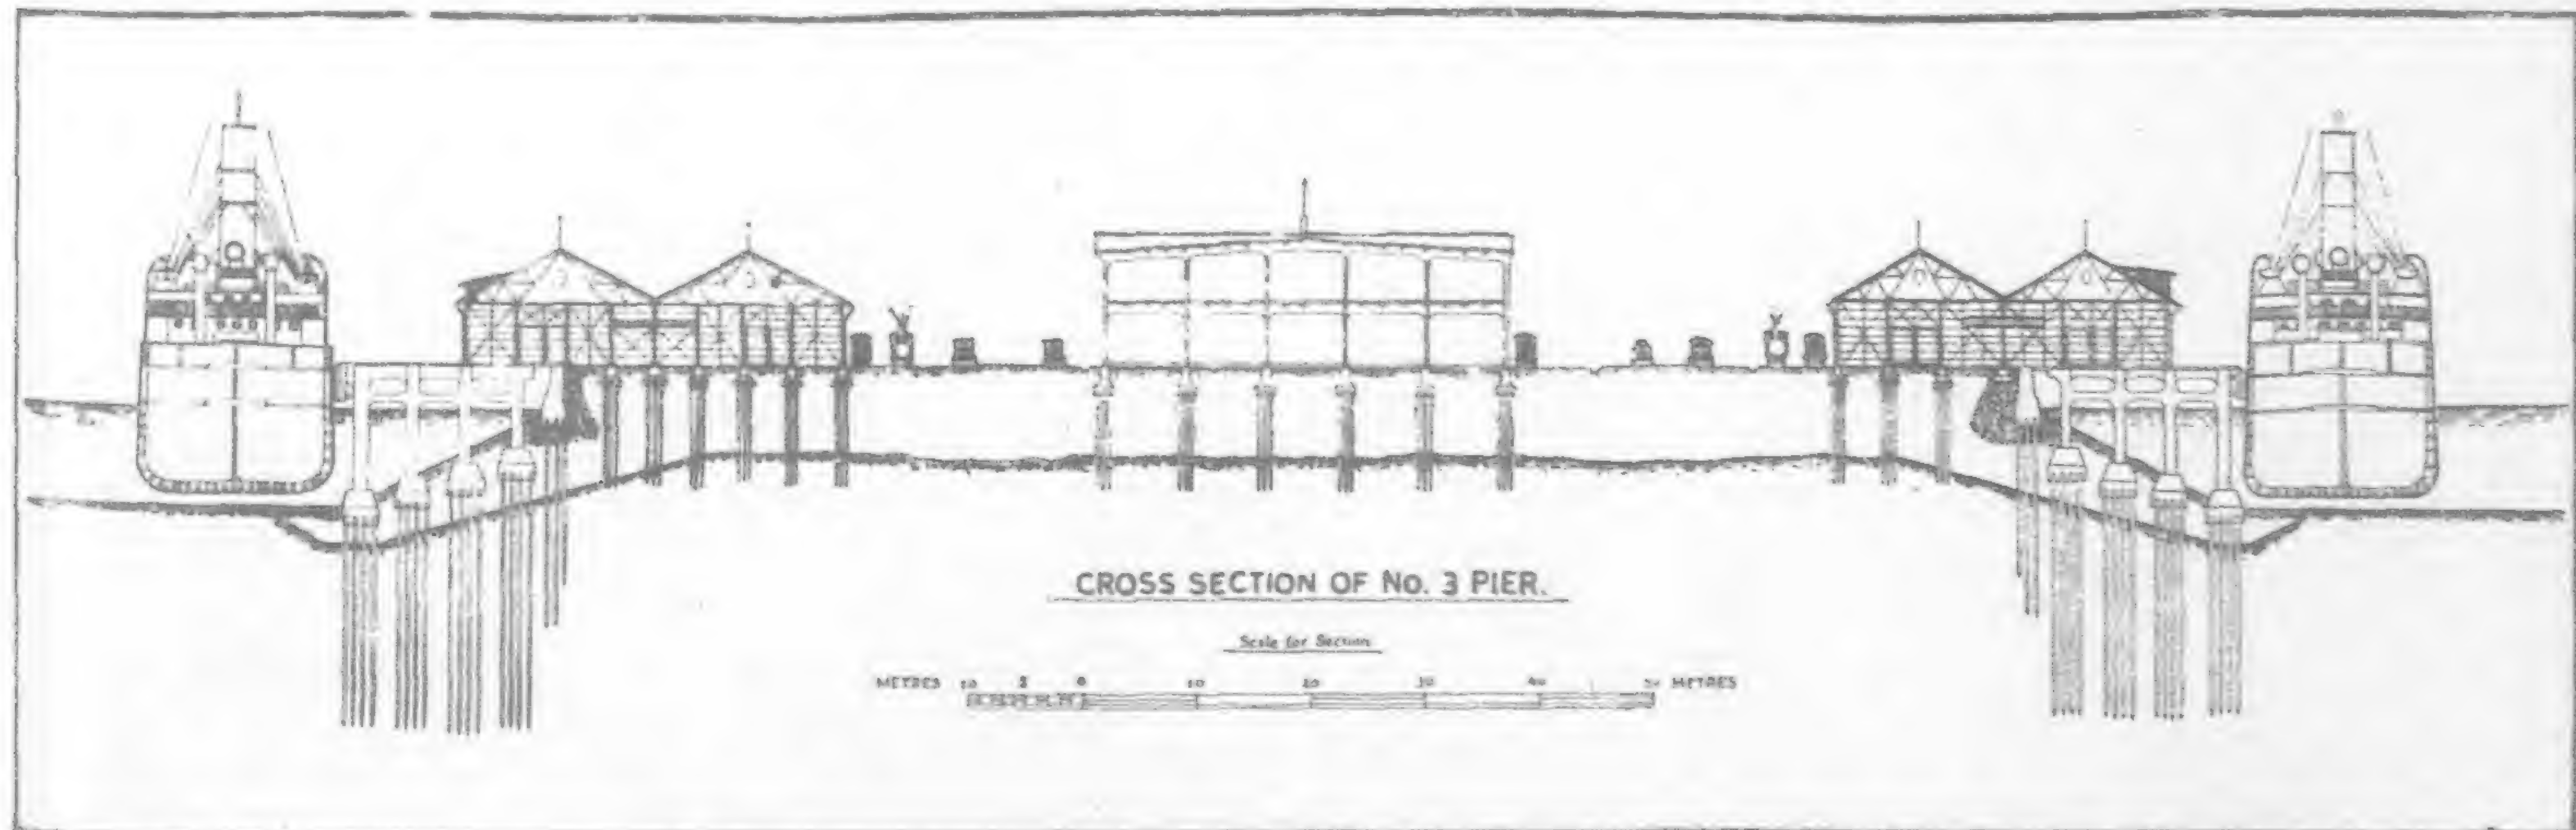 CROSS SECTION OF No. 3 PIER.
Scale for Section
METRES 10 5 0 10 20 30 40 50 METRES